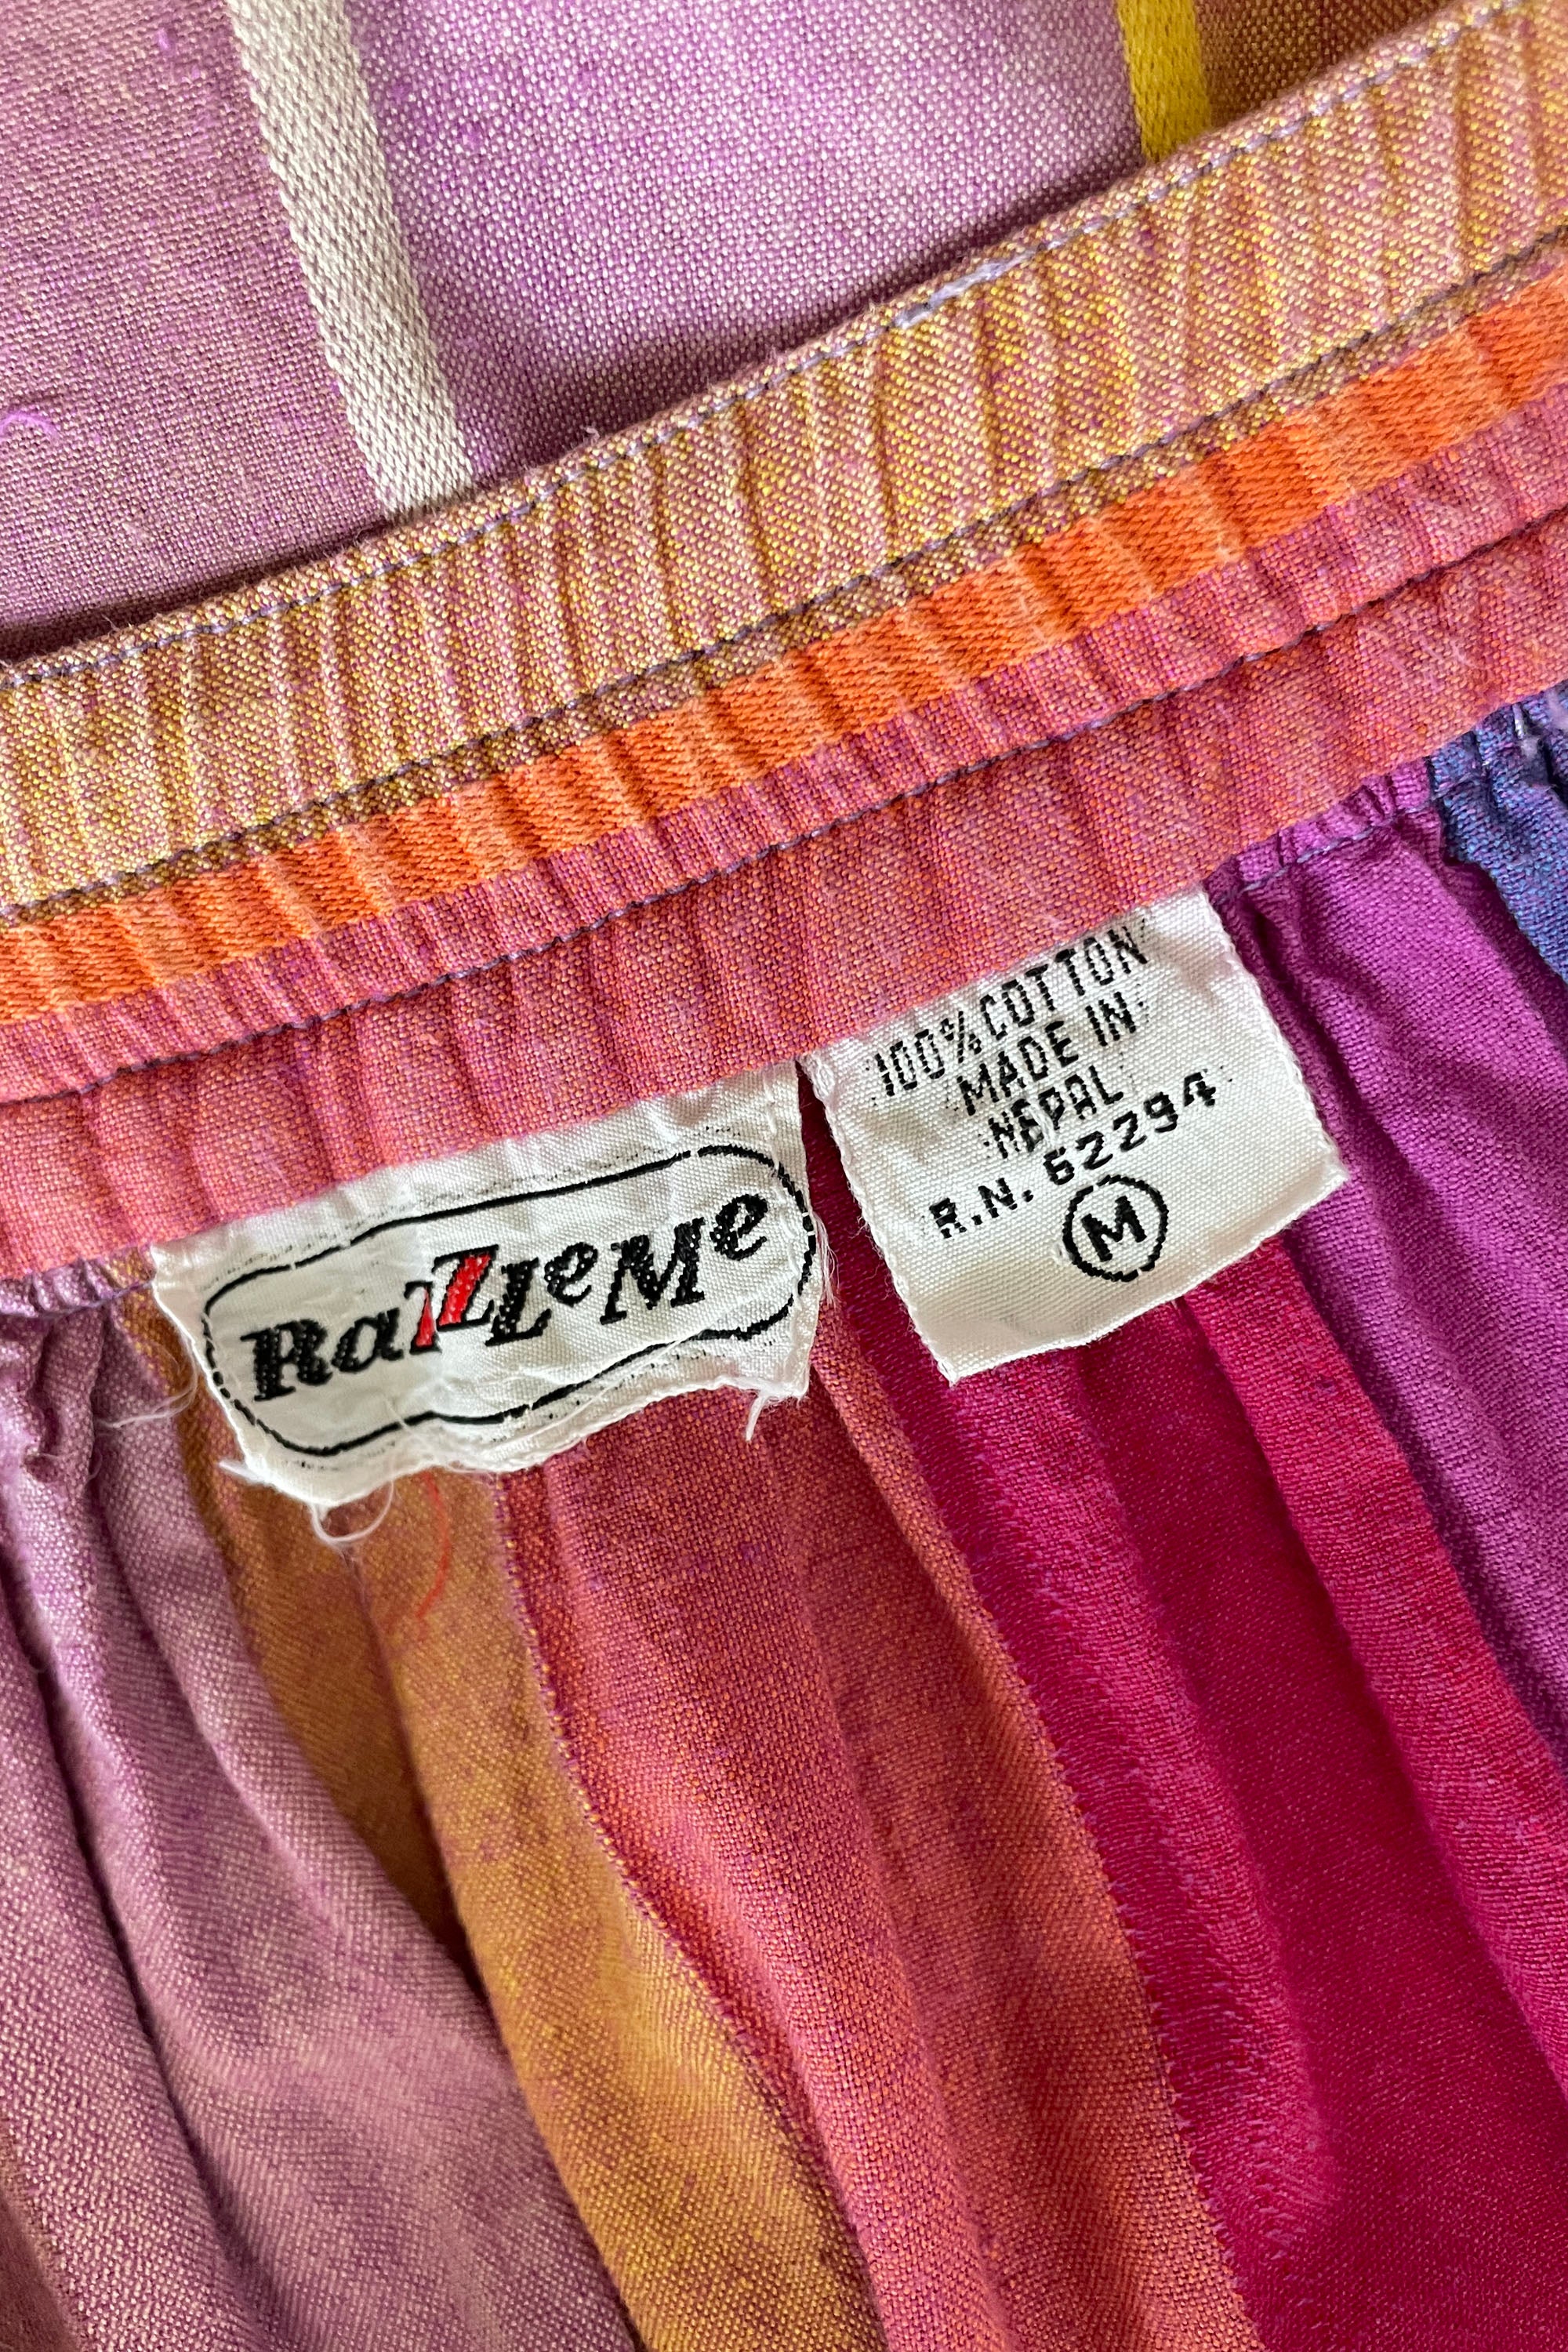 RaZZLeMe
100% COTTON
MADE IN
NEPAL
R.N. 62294
M